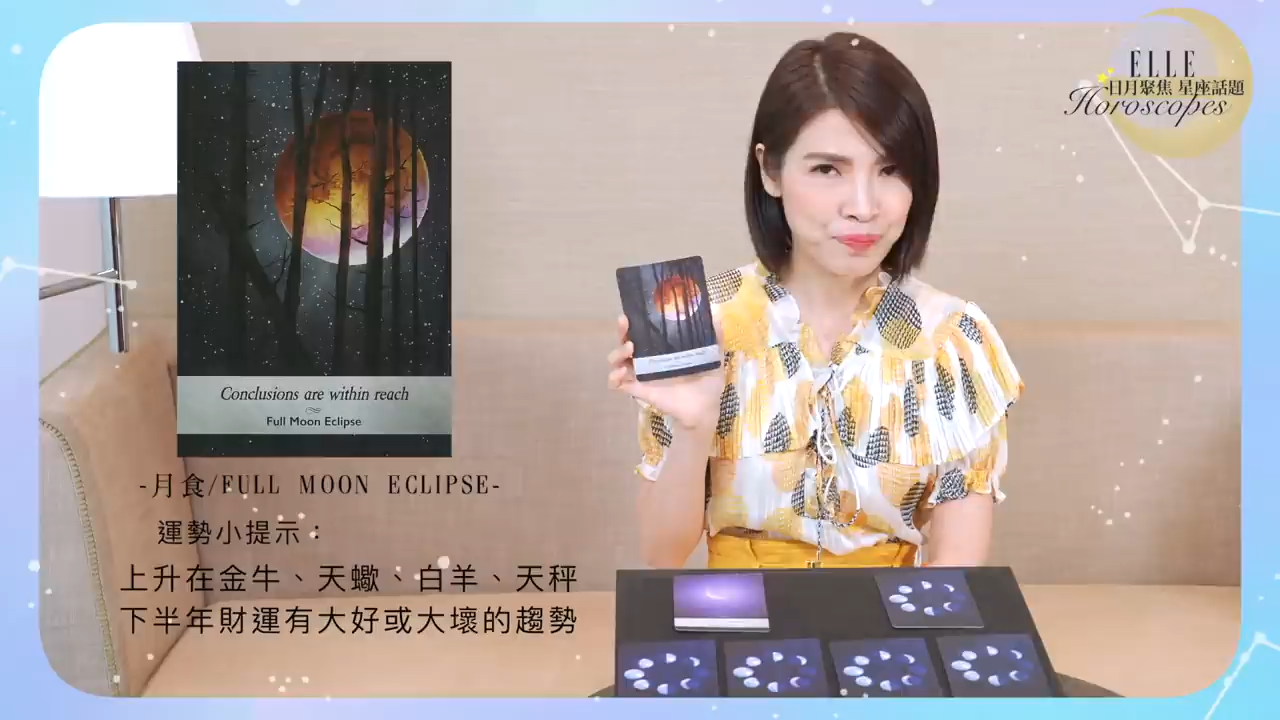 ELLE
日月聚焦 星座話題
Horoscopes
Conclusions are within reach
Full Moon Eclipse
-月食/FULL MOON ECLIPSE-
運勢小提示：
上升在金牛、天蠍、白羊、天秤
下半年財運有大好或大壞的趨勢